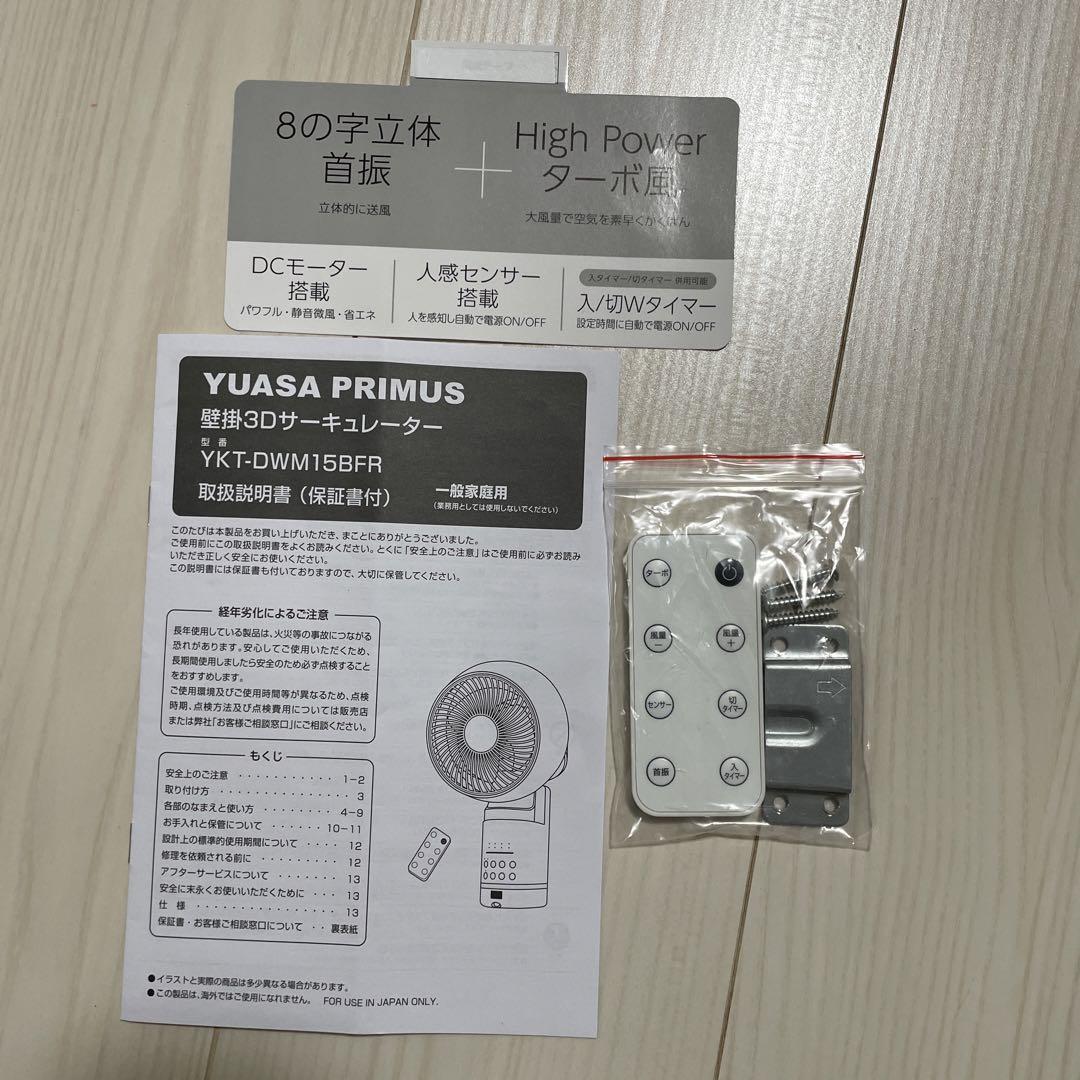 8の字立体
首振
立体的に送風
High Power
ターボ風
大風量で空気を素早くかくはん
DCモーター
搭載
パワフル・静音微風・省エネ
人感センサー
搭載
人を感知し自動で電源ON/OFF
入タイマー/切タイマー 併用可能
入/切Wタイマー
設定時間に自動で電源ON/OFF
YUASA PRIMUS
壁掛3Dサーキュレーター
型番
YKT-DWM15BFR
取扱説明書（保証書付）
一般家庭用
（業務用としては使用しないでください）
このたびは本製品をお買い上げいただき、まことにありがとうございました。
ご使用前にこの取扱説明書をよくお読みください。とくに「安全上のご注意」はご使用前に必ずお読み
いただき正しく安全にお使いください。
この説明書には保証書も付いておりますので、大切に保管してください。
経年劣化によるご注意
長年使用している製品は、火災等の事故につながる
恐れがあります。安心してご使用いただくため、
長期間使用しましたら安全のため必ず点検すること
をおすすめします。
ご使用環境及びご使用時間等が異なるため、点検
時期、点検方法及び点検費用については販売店
または弊社「お客様ご相談窓口」にご相談ください。
もくじ
安全上のご注意 ・・・・・・・・・・・ 1-2
取り付け方 ・・・・・・・・・・・・・ 3
各部のなまえと使い方 ・・・・・・・・ 4-9
お手入れと保管について ・・・・・・ 10-11
設計上の標準的使用期間について ・・・・ 12
修理を依頼される前に ・・・・・・・・・ 12
アフターサービスについて ・・・・・・・ 13
安全に末永くお使いいただくために ・・・ 13
仕 様 ・・・・・・・・・・・・・・・・ 13
保証書・お客様ご相談窓口について ・・ 裏表紙
●イラストと実際の商品は多少異なる場合があります。
●この製品は、海外ではご使用になれません。 FOR USE IN JAPAN ONLY.
ターボ
風量
－
風量
＋
センサー
切
タイマー
首振
入
タイマー